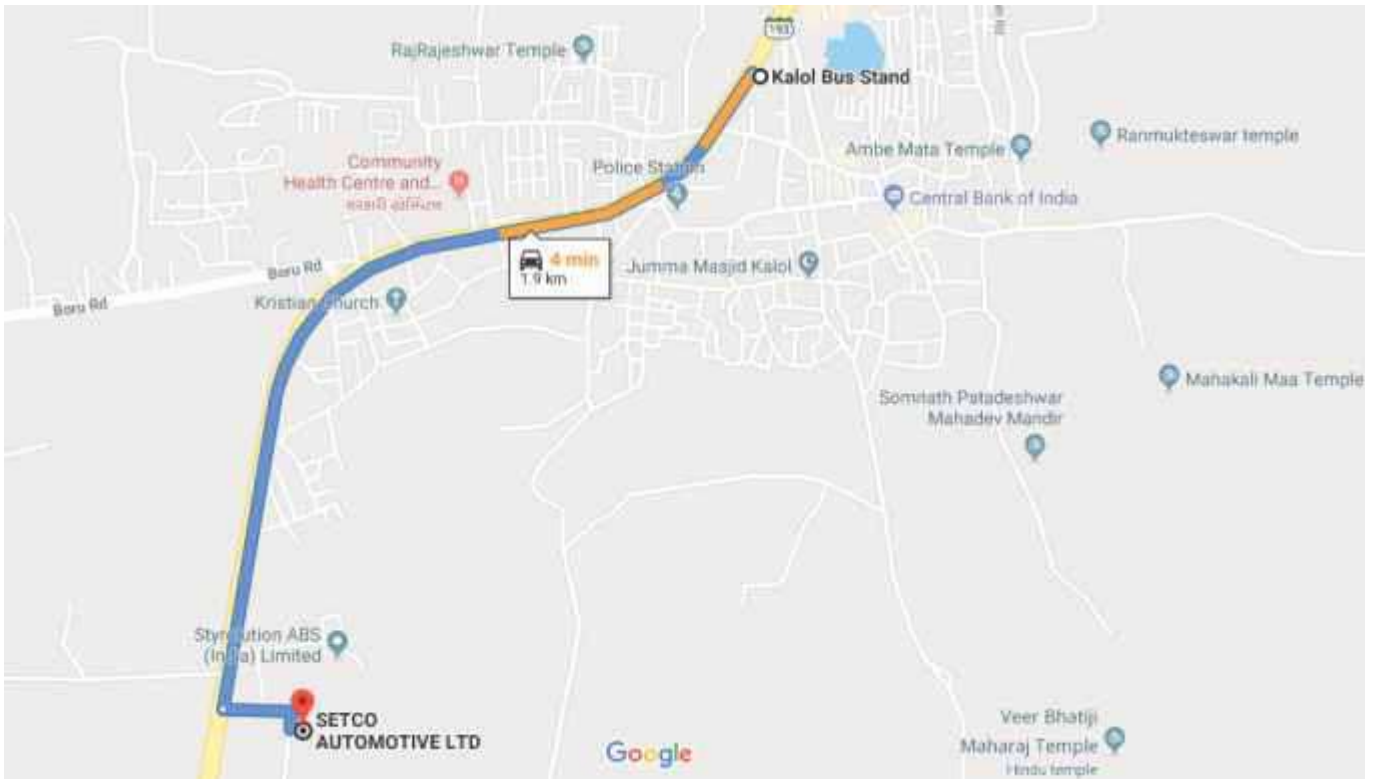 193
RajRajeshwar Temple
Kalol Bus Stand
Ranmukteswar temple
Ambe Mata Temple
Community
Health Centre and...
Police Station
Central Bank of India
4 min
1.9 km
Jumma Masjid Kalol
Boru Rd
Boru Rd
Kristian Church
Mahakali Maa Temple
Somnath Patadeshwar
Mahadev Mandir
Styrolution ABS
(India) Limited
SETCO
AUTOMOTIVE LTD
Google
Veer Bhatiji
Maharaj Temple
Hindu temple